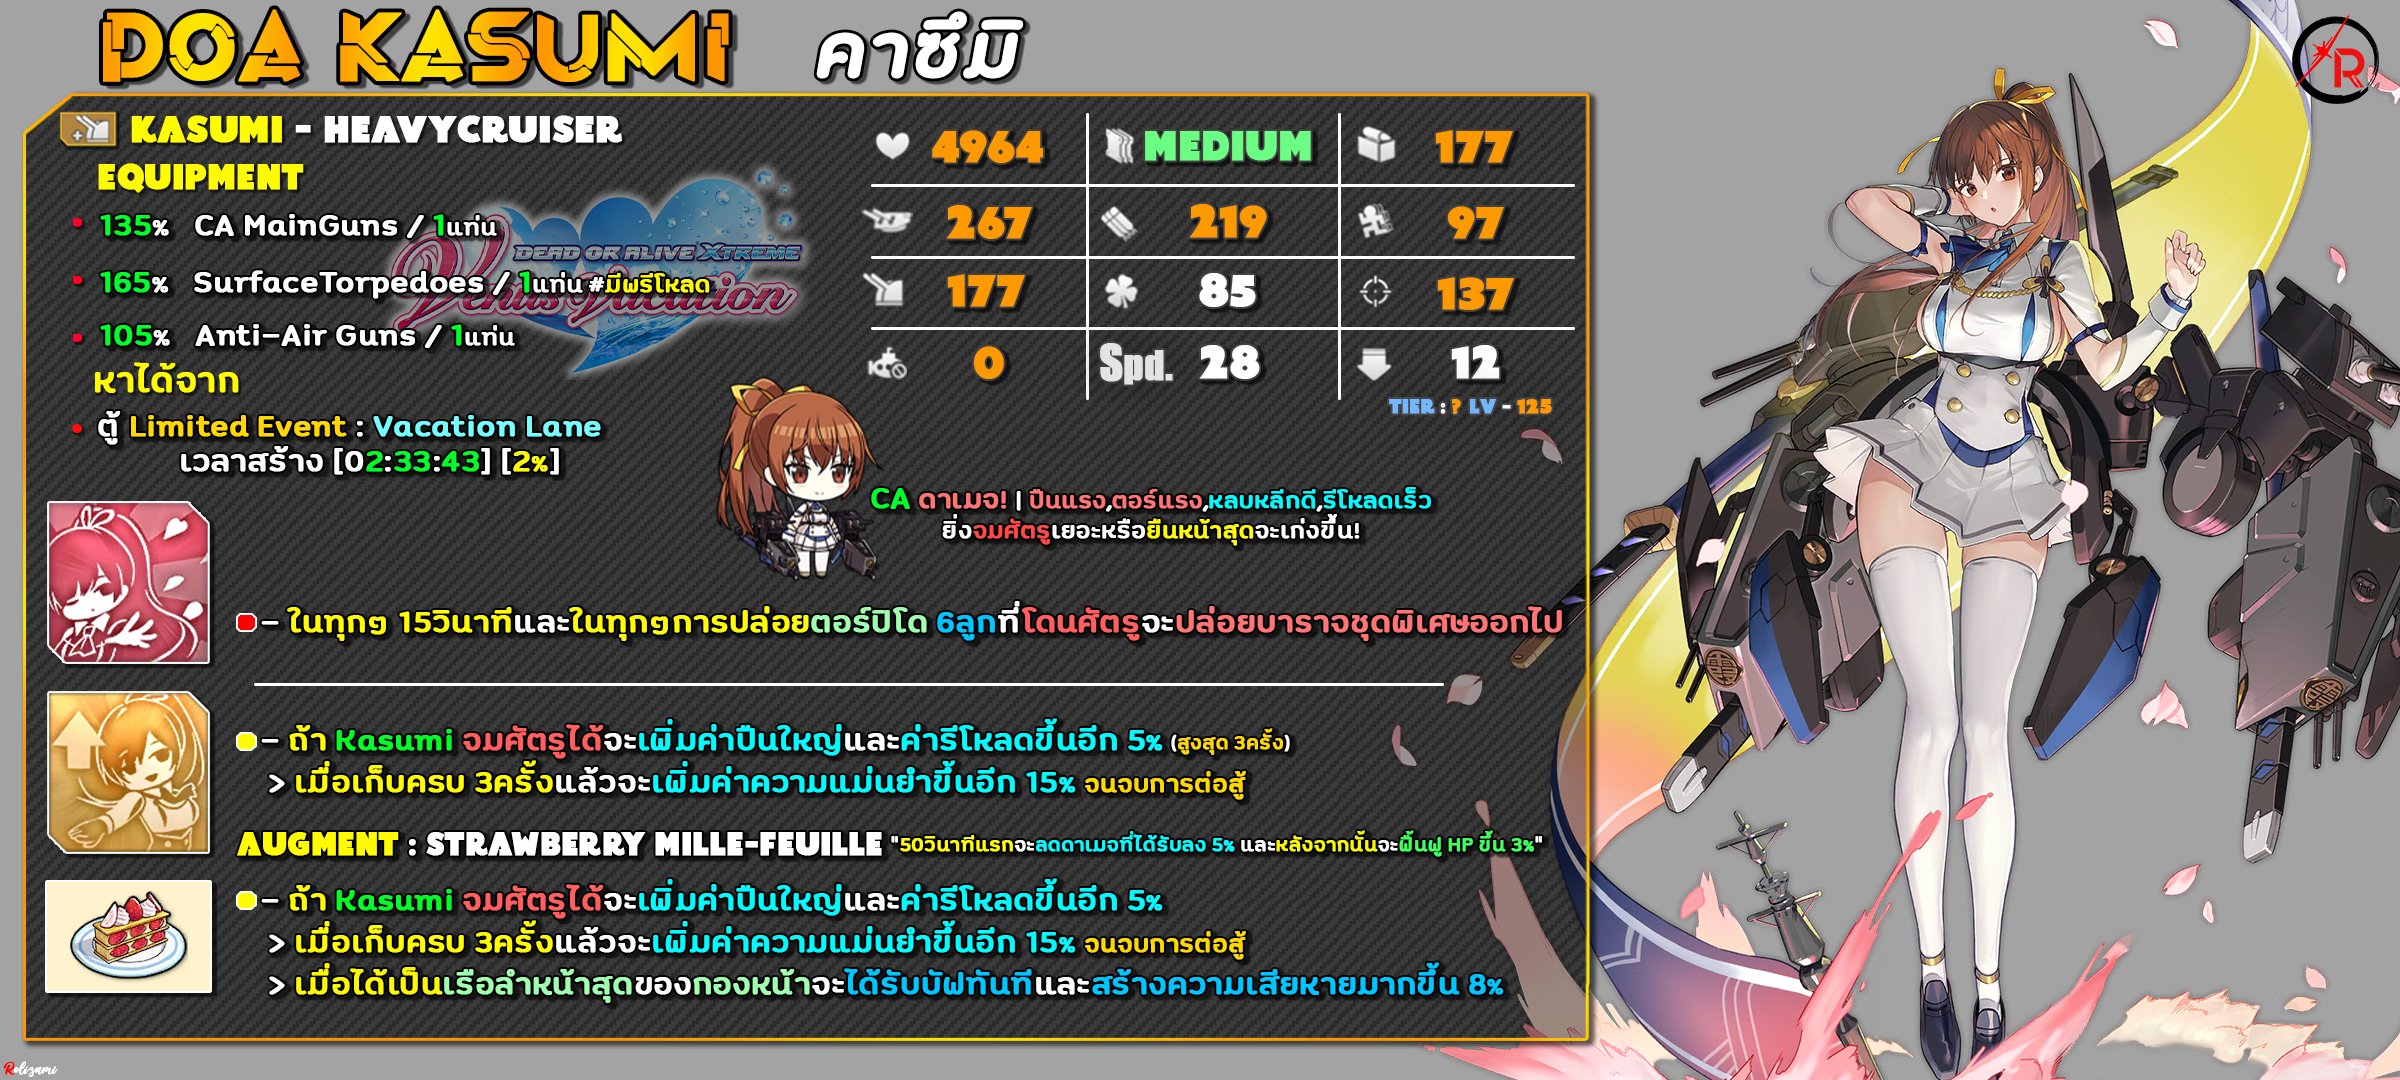 DOA KASUMI คาซึมิ
KASUMI - HEAVYCRUISER
EQUIPMENT
135% CA MainGuns / 1แท่น
165% SurfaceTorpedoes / 1แท่น #มีพรีโหลด
105% Anti-Air Guns / 1แท่น
DEAD OR ALIVE XTREME
Venus Vacation
หาได้จาก
ตู้ Limited Event : Vacation Lane
เวลาสร้าง [02:33:43] [2%]
4964 MEDIUM 177
267 219 97
177 85 137
0 Spd. 28 12
TIER : ? LV - 125
CA ดาเมจ! | ปืนแรง,ตอร์แรง,หลบหลีกดี,รีโหลดเร็ว
ยิ่งจมศัตรูเยอะหรือยืนหน้าสุดจะเก่งขึ้น!
– ในทุกๆ 15วินาทีและในทุกๆการปล่อยตอร์ปิโด 6ลูกที่โดนศัตรูจะปล่อยบาราจชุดพิเศษออกไป
– ถ้า Kasumi จมศัตรูได้จะเพิ่มค่าปืนใหญ่และค่ารีโหลดขึ้นอีก 5% (สูงสุด 3ครั้ง)
> เมื่อเก็บครบ 3ครั้งแล้วจะเพิ่มค่าความแม่นยำขึ้นอีก 15% จนจบการต่อสู้
AUGMENT : STRAWBERRY MILLE-FEUILLE "50วินาทีแรกจะลดดาเมจที่ได้รับลง 5% และหลังจากนั้นจะฟื้นฟู HP ขึ้น 3%"
– ถ้า Kasumi จมศัตรูได้จะเพิ่มค่าปืนใหญ่และค่ารีโหลดขึ้นอีก 5%
> เมื่อเก็บครบ 3ครั้งแล้วจะเพิ่มค่าความแม่นยำขึ้นอีก 15% จนจบการต่อสู้
> เมื่อได้เป็นเรือลำหน้าสุดของกองหน้าจะได้รับบัฟทันทีและสร้างความเสียหายมากขึ้น 8%
R
Rolizami